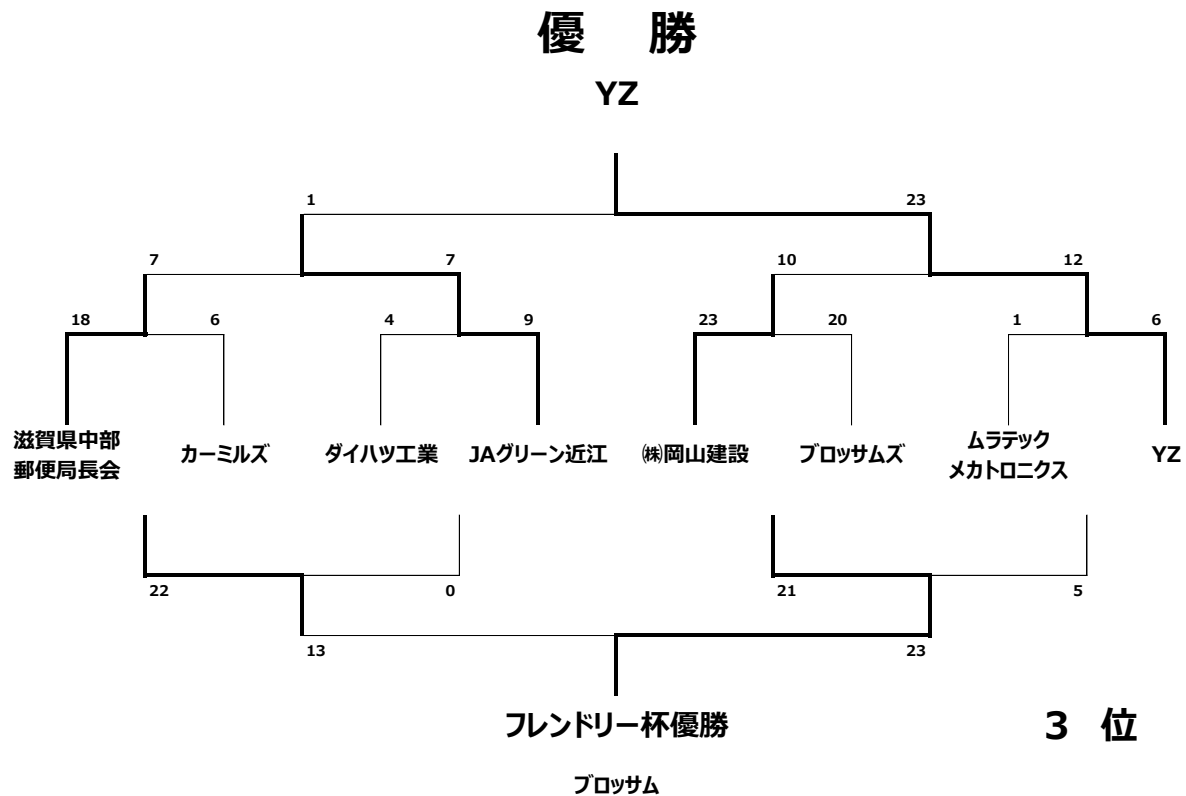 優 勝
YZ
1 23
7 7 10 12
18 6 4 9 23 20 1 6
滋賀県中部
郵便局長会
カーミルズ
ダイハツ工業
JAグリーン近江
㈱岡山建設
ブロッサムズ
ムラテック
メカトロニクス
YZ
22 0 21 5
13 23
フレンドリー杯優勝
3 位
ブロッサム